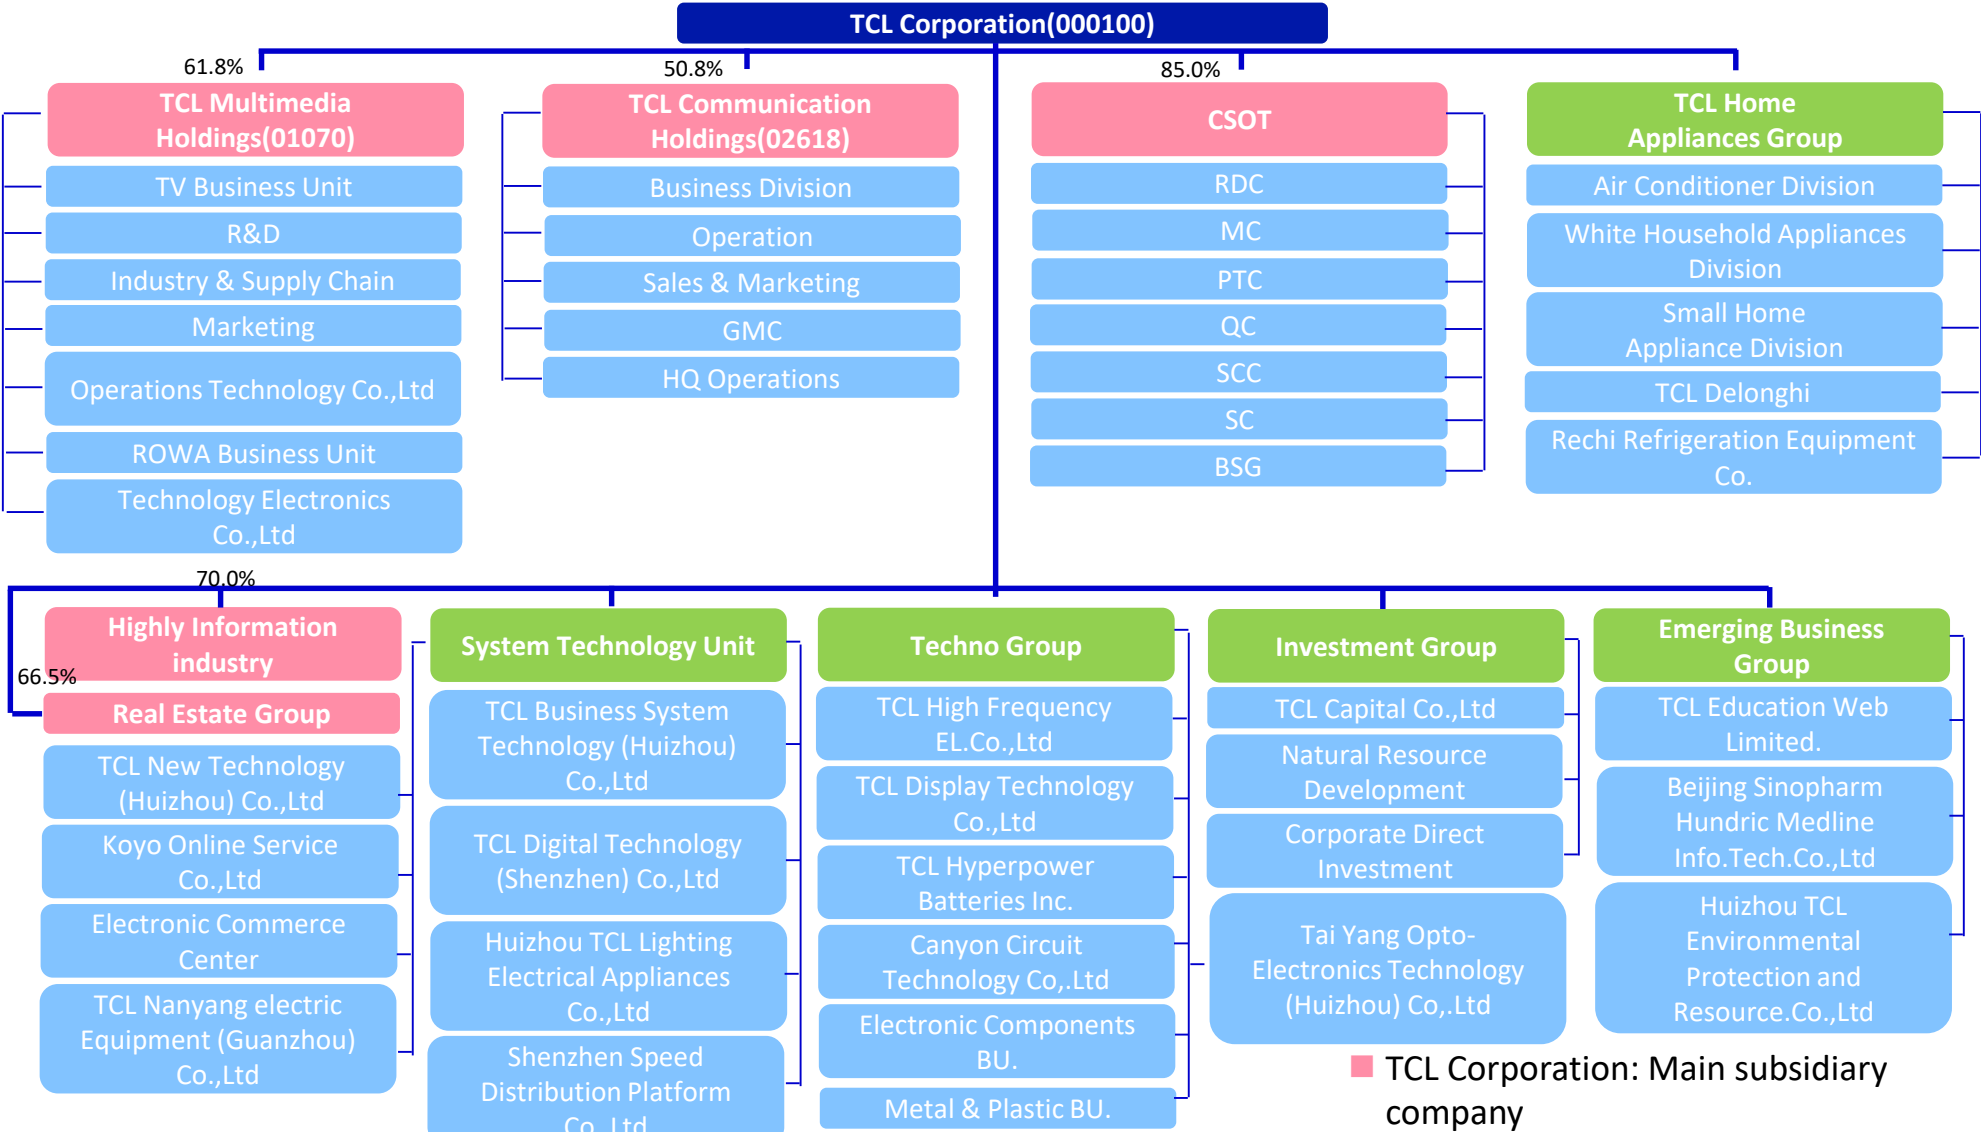 TCL Corporation(000100)
61.8%
50.8%
85.0%
TCL Multimedia
Holdings(01070)
TV Business Unit
R&D
Industry & Supply Chain
Marketing
Operations Technology Co.,Ltd
ROWA Business Unit
Technology Electronics
Co.,Ltd
TCL Communication
Holdings(02618)
Business Division
Operation
Sales & Marketing
GMC
HQ Operations
CSOT
RDC
MC
PTC
QC
SCC
SC
BSG
TCL Home
Appliances Group
Air Conditioner Division
White Household Appliances
Division
Small Home
Appliance Division
TCL Delonghi
Rechi Refrigeration Equipment
Co.
70.0%
Highly Information
industry
66.5%
Real Estate Group
TCL New Technology
(Huizhou) Co.,Ltd
Koyo Online Service
Co.,Ltd
Electronic Commerce
Center
TCL Nanyang electric
Equipment (Guanzhou)
Co.,Ltd
System Technology Unit
TCL Business System
Technology (Huizhou)
Co.,Ltd
TCL Digital Technology
(Shenzhen) Co.,Ltd
Huizhou TCL Lighting
Electrical Appliances
Co.,Ltd
Shenzhen Speed
Distribution Platform
Co.,Ltd
Techno Group
TCL High Frequency
EL.Co.,Ltd
TCL Display Technology
Co.,Ltd
TCL Hyperpower
Batteries Inc.
Canyon Circuit
Technology Co,.Ltd
Electronic Components
BU.
Metal & Plastic BU.
Investment Group
TCL Capital Co.,Ltd
Natural Resource
Development
Corporate Direct
Investment
Tai Yang Opto-
Electronics Technology
(Huizhou) Co,.Ltd
Emerging Business
Group
TCL Education Web
Limited.
Beijing Sinopharm
Hundric Medline
Info.Tech.Co.,Ltd
Huizhou TCL
Environmental
Protection and
Resource.Co.,Ltd
TCL Corporation: Main subsidiary
company